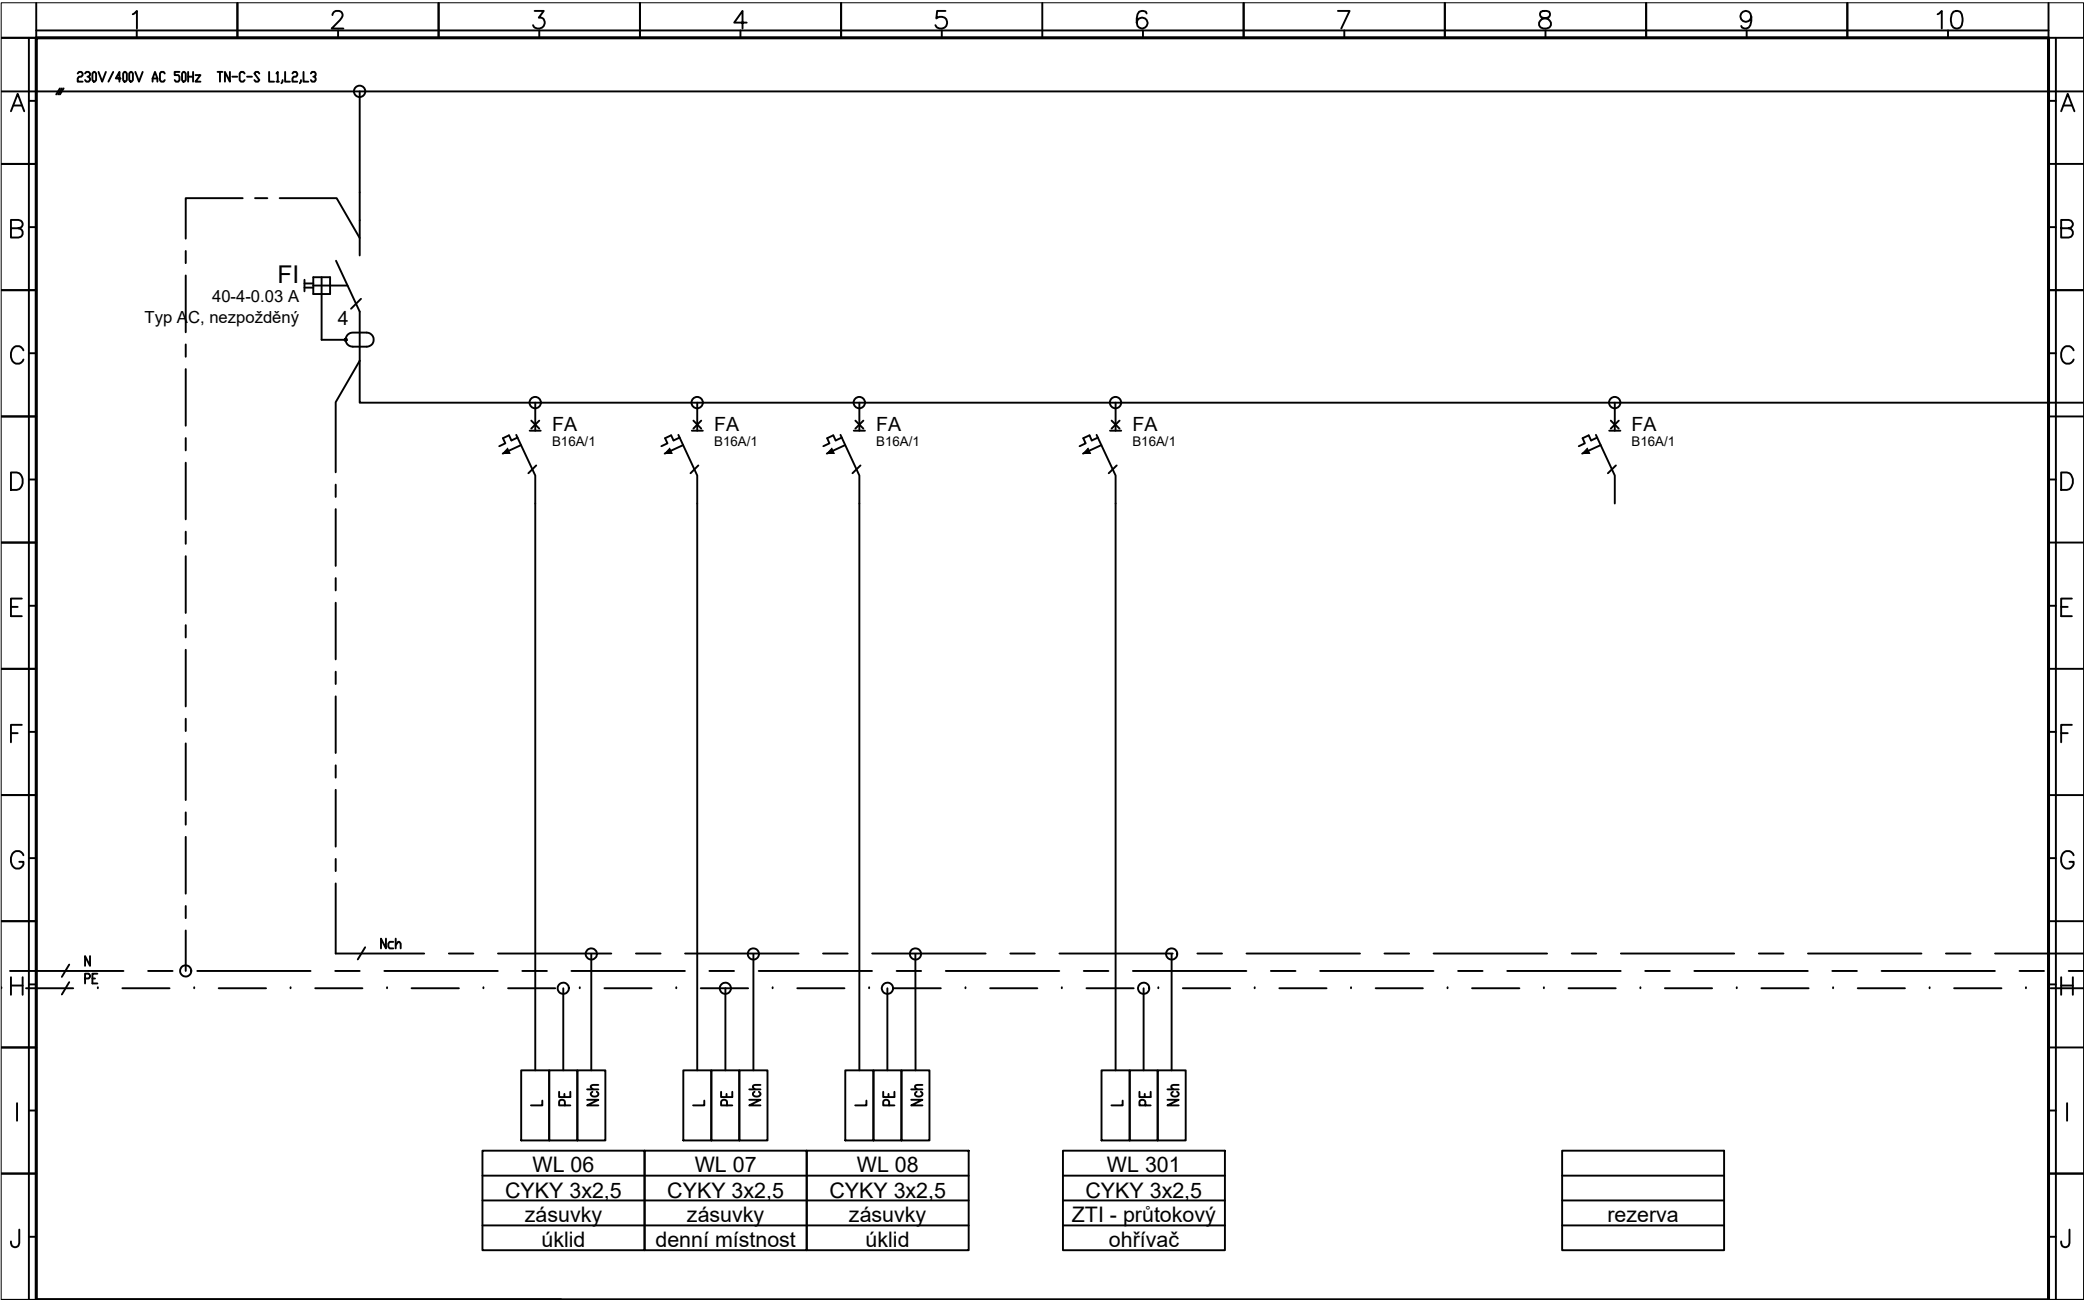 1 2 3 4 5 6 7 8 9 10
230V/400V AC 50Hz TN-C-S L1,L2,L3
A A
B B
FI
40-4-0.03 A
Typ AC, nezpožděný
4
C C
FA FA FA FA FA
B16A/1 B16A/1 B16A/1 B16A/1 B16A/1
D D
E E
F F
G G
Nch
N
PE
H H
L PE Nch L PE Nch L PE Nch L PE Nch
I I
WL 06 WL 07 WL 08 WL 301
CYKY 3x2,5 CYKY 3x2,5 CYKY 3x2,5 CYKY 3x2,5
zásuvky zásuvky zásuvky ZTI - průtokový rezerva
úklid denní místnost úklid ohřívač
J J